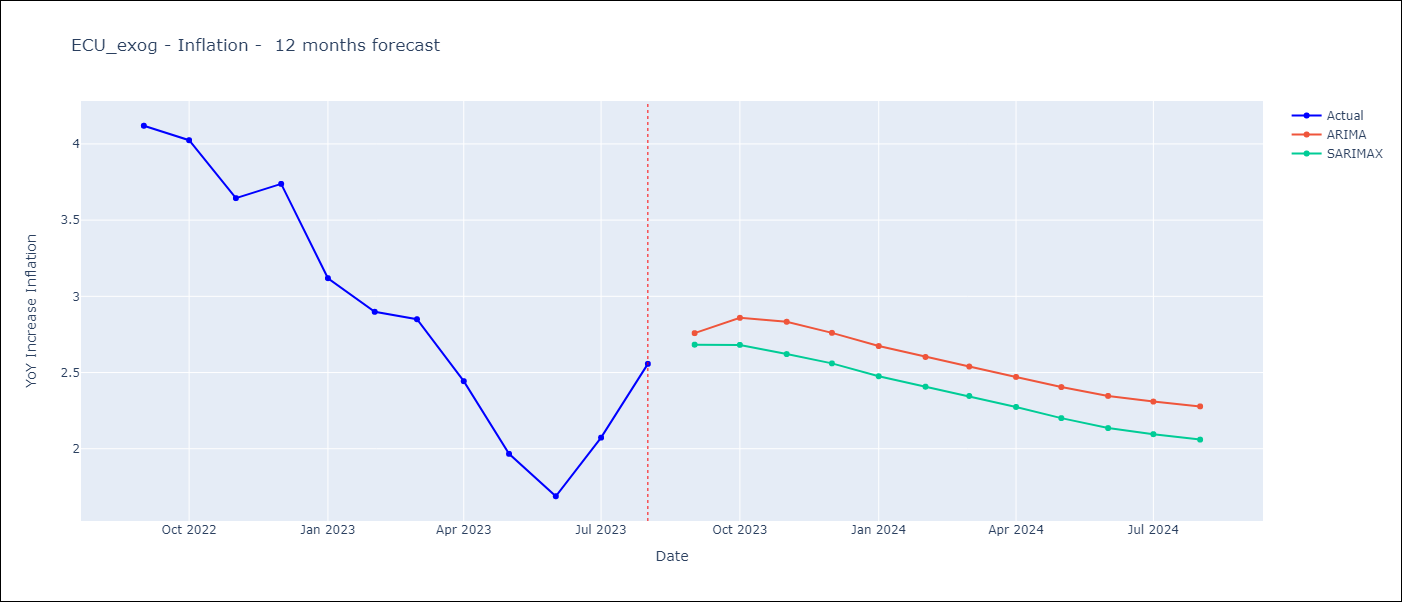 ECU_exog - Inflation -  12 months forecast
Actual
ARIMA
SARIMAX
YoY Increase Inflation
4
3.5
3
2.5
2
Oct 2022
Jan 2023
Apr 2023
Jul 2023
Oct 2023
Jan 2024
Apr 2024
Jul 2024
Date